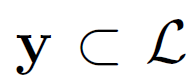 𝐲 ⊂ 𝓛